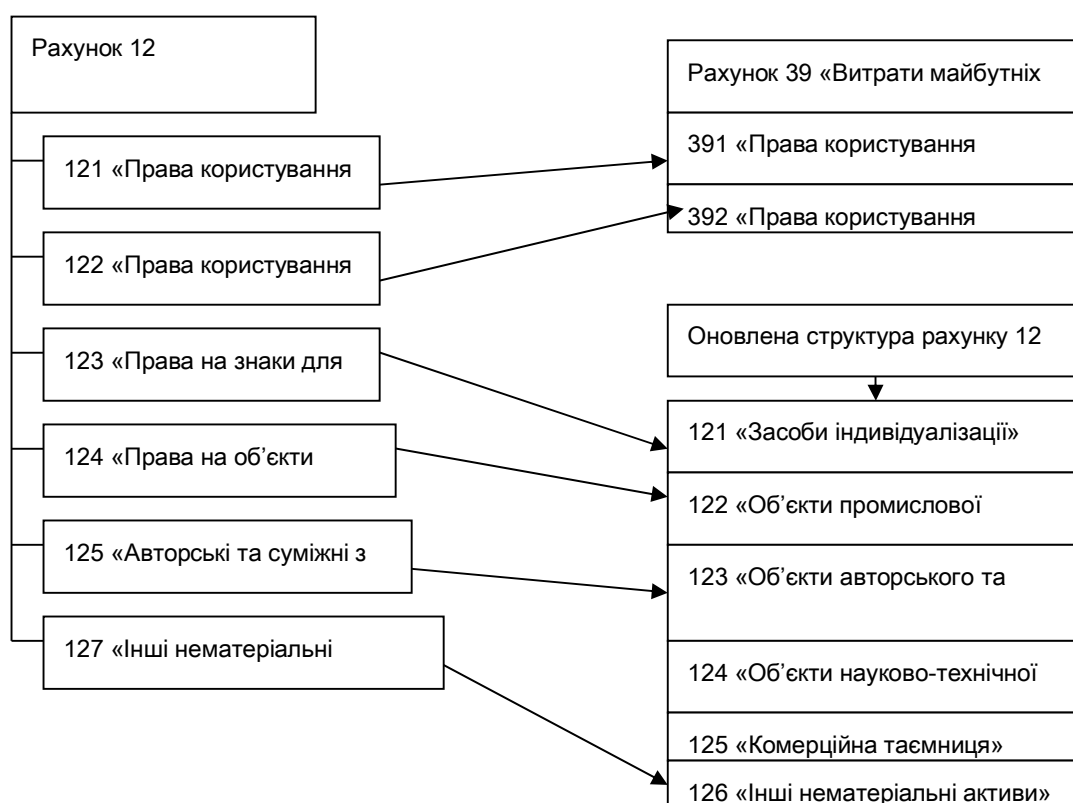 Рахунок 12
121 «Права користування
122 «Права користування
123 «Права на знаки для
124 «Права на об’єкти
125 «Авторські та суміжні з
127 «Інші нематеріальні
Рахунок 39 «Витрати майбутніх
391 «Права користування
392 «Права користування
Оновлена структура рахунку 12
121 «Засоби індивідуалізації»
122 «Об’єкти промислової
123 «Об’єкти авторського та
124 «Об’єкти науково-технічної
125 «Комерційна таємниця»
126 «Інші нематеріальні активи»